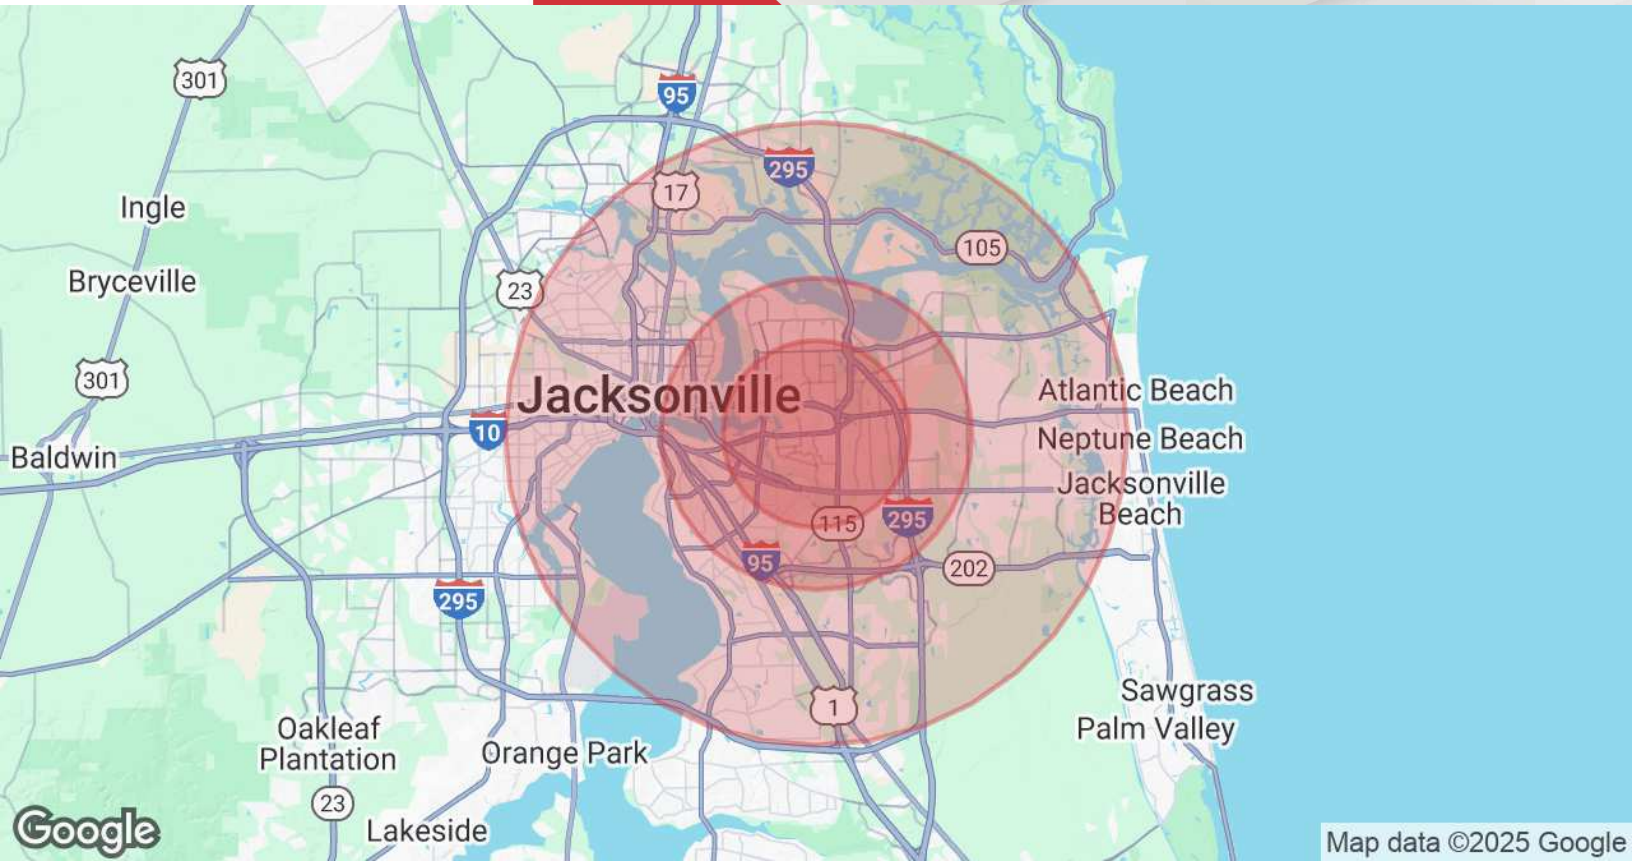 301
95
295
17
Ingle
105
Bryceville
23
301
Jacksonville
Atlantic Beach
10
Neptune Beach
Baldwin
Jacksonville
Beach
115
295
95
202
295
Sawgrass
1
Palm Valley
Oakleaf
Plantation
Orange Park
23
Lakeside
Google
Map data ©2025 Google